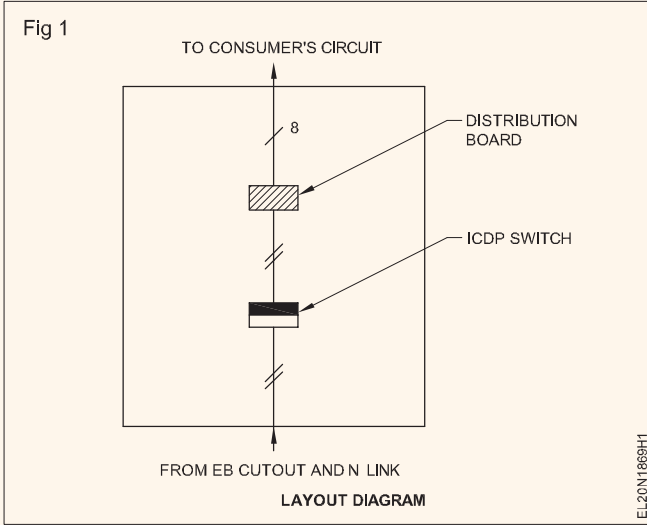 Fig 1
TO CONSUMER'S CIRCUIT
8
DISTRIBUTION
BOARD
ICDP SWITCH
FROM EB CUTOUT AND N LINK
LAYOUT DIAGRAM
EL20N1869H1